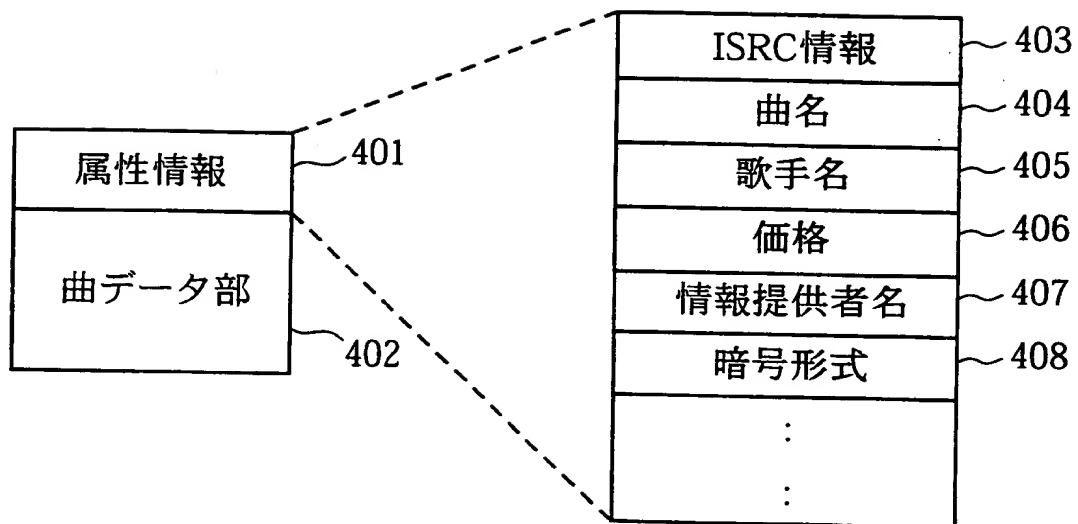 属性情報
401
曲データ部
402
ISRC情報
403
曲名
404
歌手名
405
価格
406
情報提供者名
407
暗号形式
408
:
: